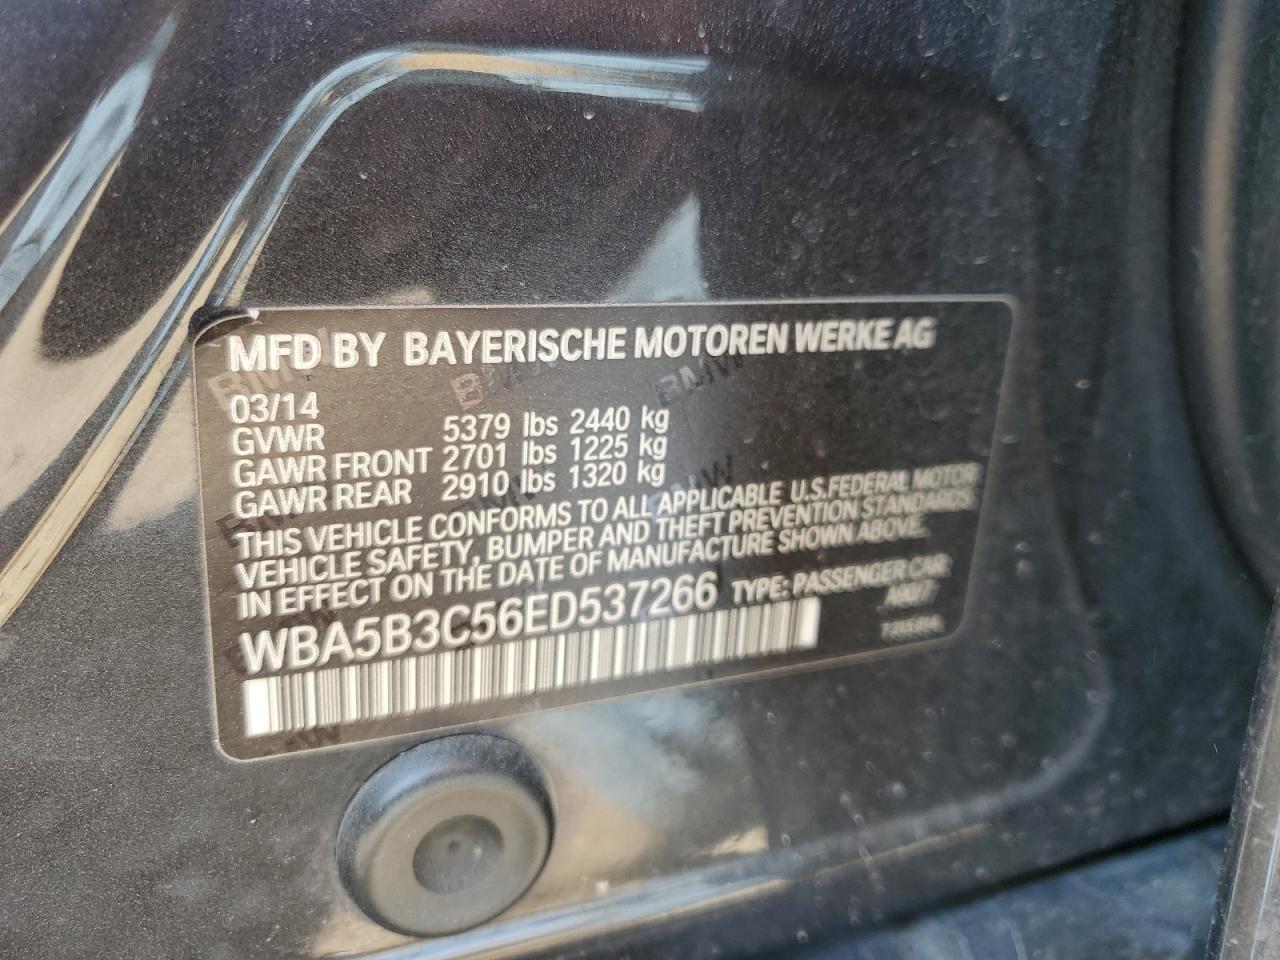 MFD BY BAYERISCHE MOTOREN WERKE AG
03/14
GVWR 5379 lbs 2440 kg
GAWR FRONT 2701 lbs 1225 kg
GAWR REAR 2910 lbs 1320 kg
THIS VEHICLE CONFORMS TO ALL APPLICABLE U.S.FEDERAL MOTOR
VEHICLE SAFETY, BUMPER AND THEFT PREVENTION STANDARDS
IN EFFECT ON THE DATE OF MANUFACTURE SHOWN ABOVE.
WBA5B3C56ED537266 TYPE: PASSENGER CAR